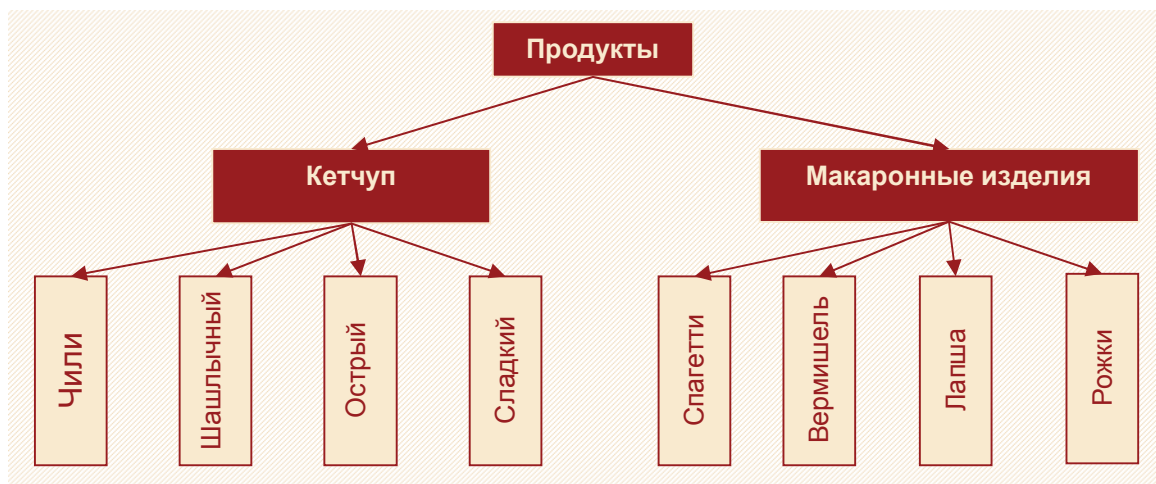 Продукты
Кетчуп
Макаронные изделия
Чили
Шашлычный
Острый
Сладкий
Спагетти
Вермишель
Лапша
Рожки